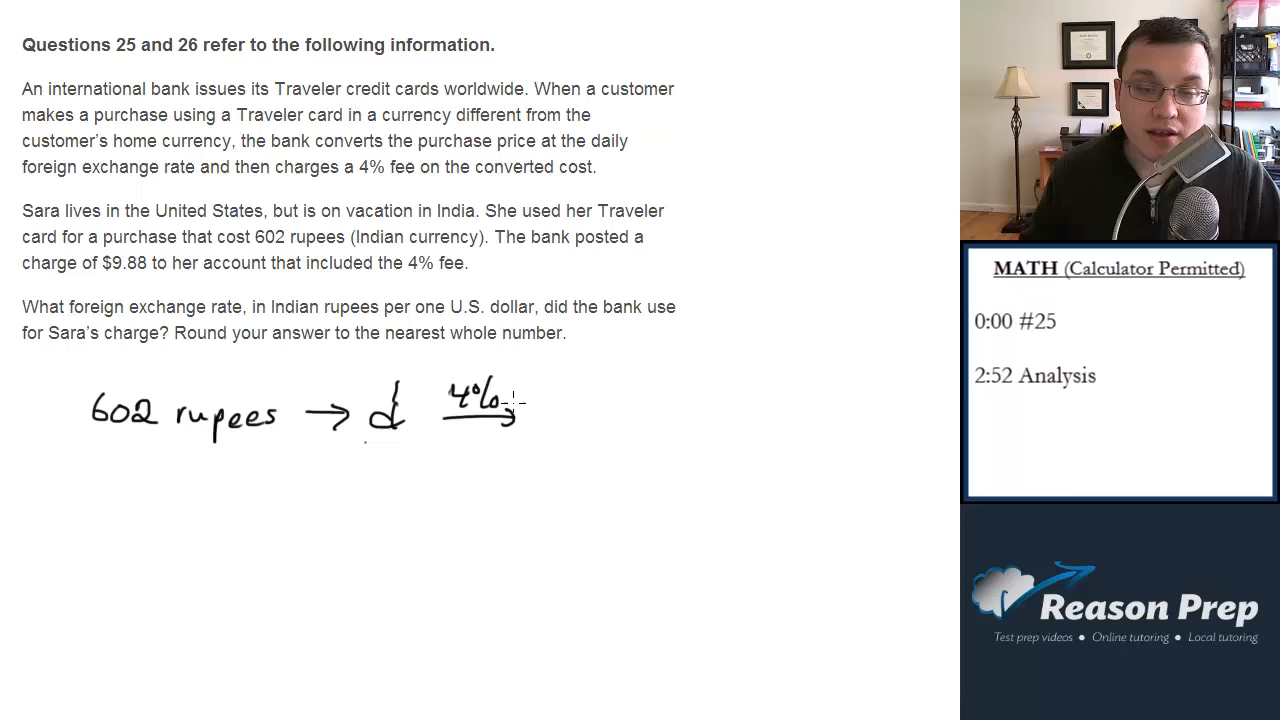 Questions 25 and 26 refer to the following information.
An international bank issues its Traveler credit cards worldwide. When a customer
makes a purchase using a Traveler card in a currency different from the
customer's home currency, the bank converts the purchase price at the daily
foreign exchange rate and then charges a 4% fee on the converted cost.
Sara lives in the United States, but is on vacation in India. She used her Traveler
card for a purchase that cost 602 rupees (Indian currency). The bank posted a
charge of $9.88 to her account that included the 4% fee.
What foreign exchange rate, in Indian rupees per one U.S. dollar, did the bank use
for Sara's charge? Round your answer to the nearest whole number.
602 rupees → d 4% →
MATH (Calculator Permitted)
0:00 #25
2:52 Analysis
Reason Prep
Test prep videos ● Online tutoring ● Local tutoring